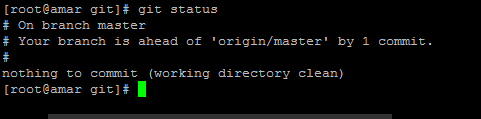 [root@amar git]# git status
# On branch master
# Your branch is ahead of 'origin/master' by 1 commit.
#
nothing to commit (working directory clean)
[root@amar git]#